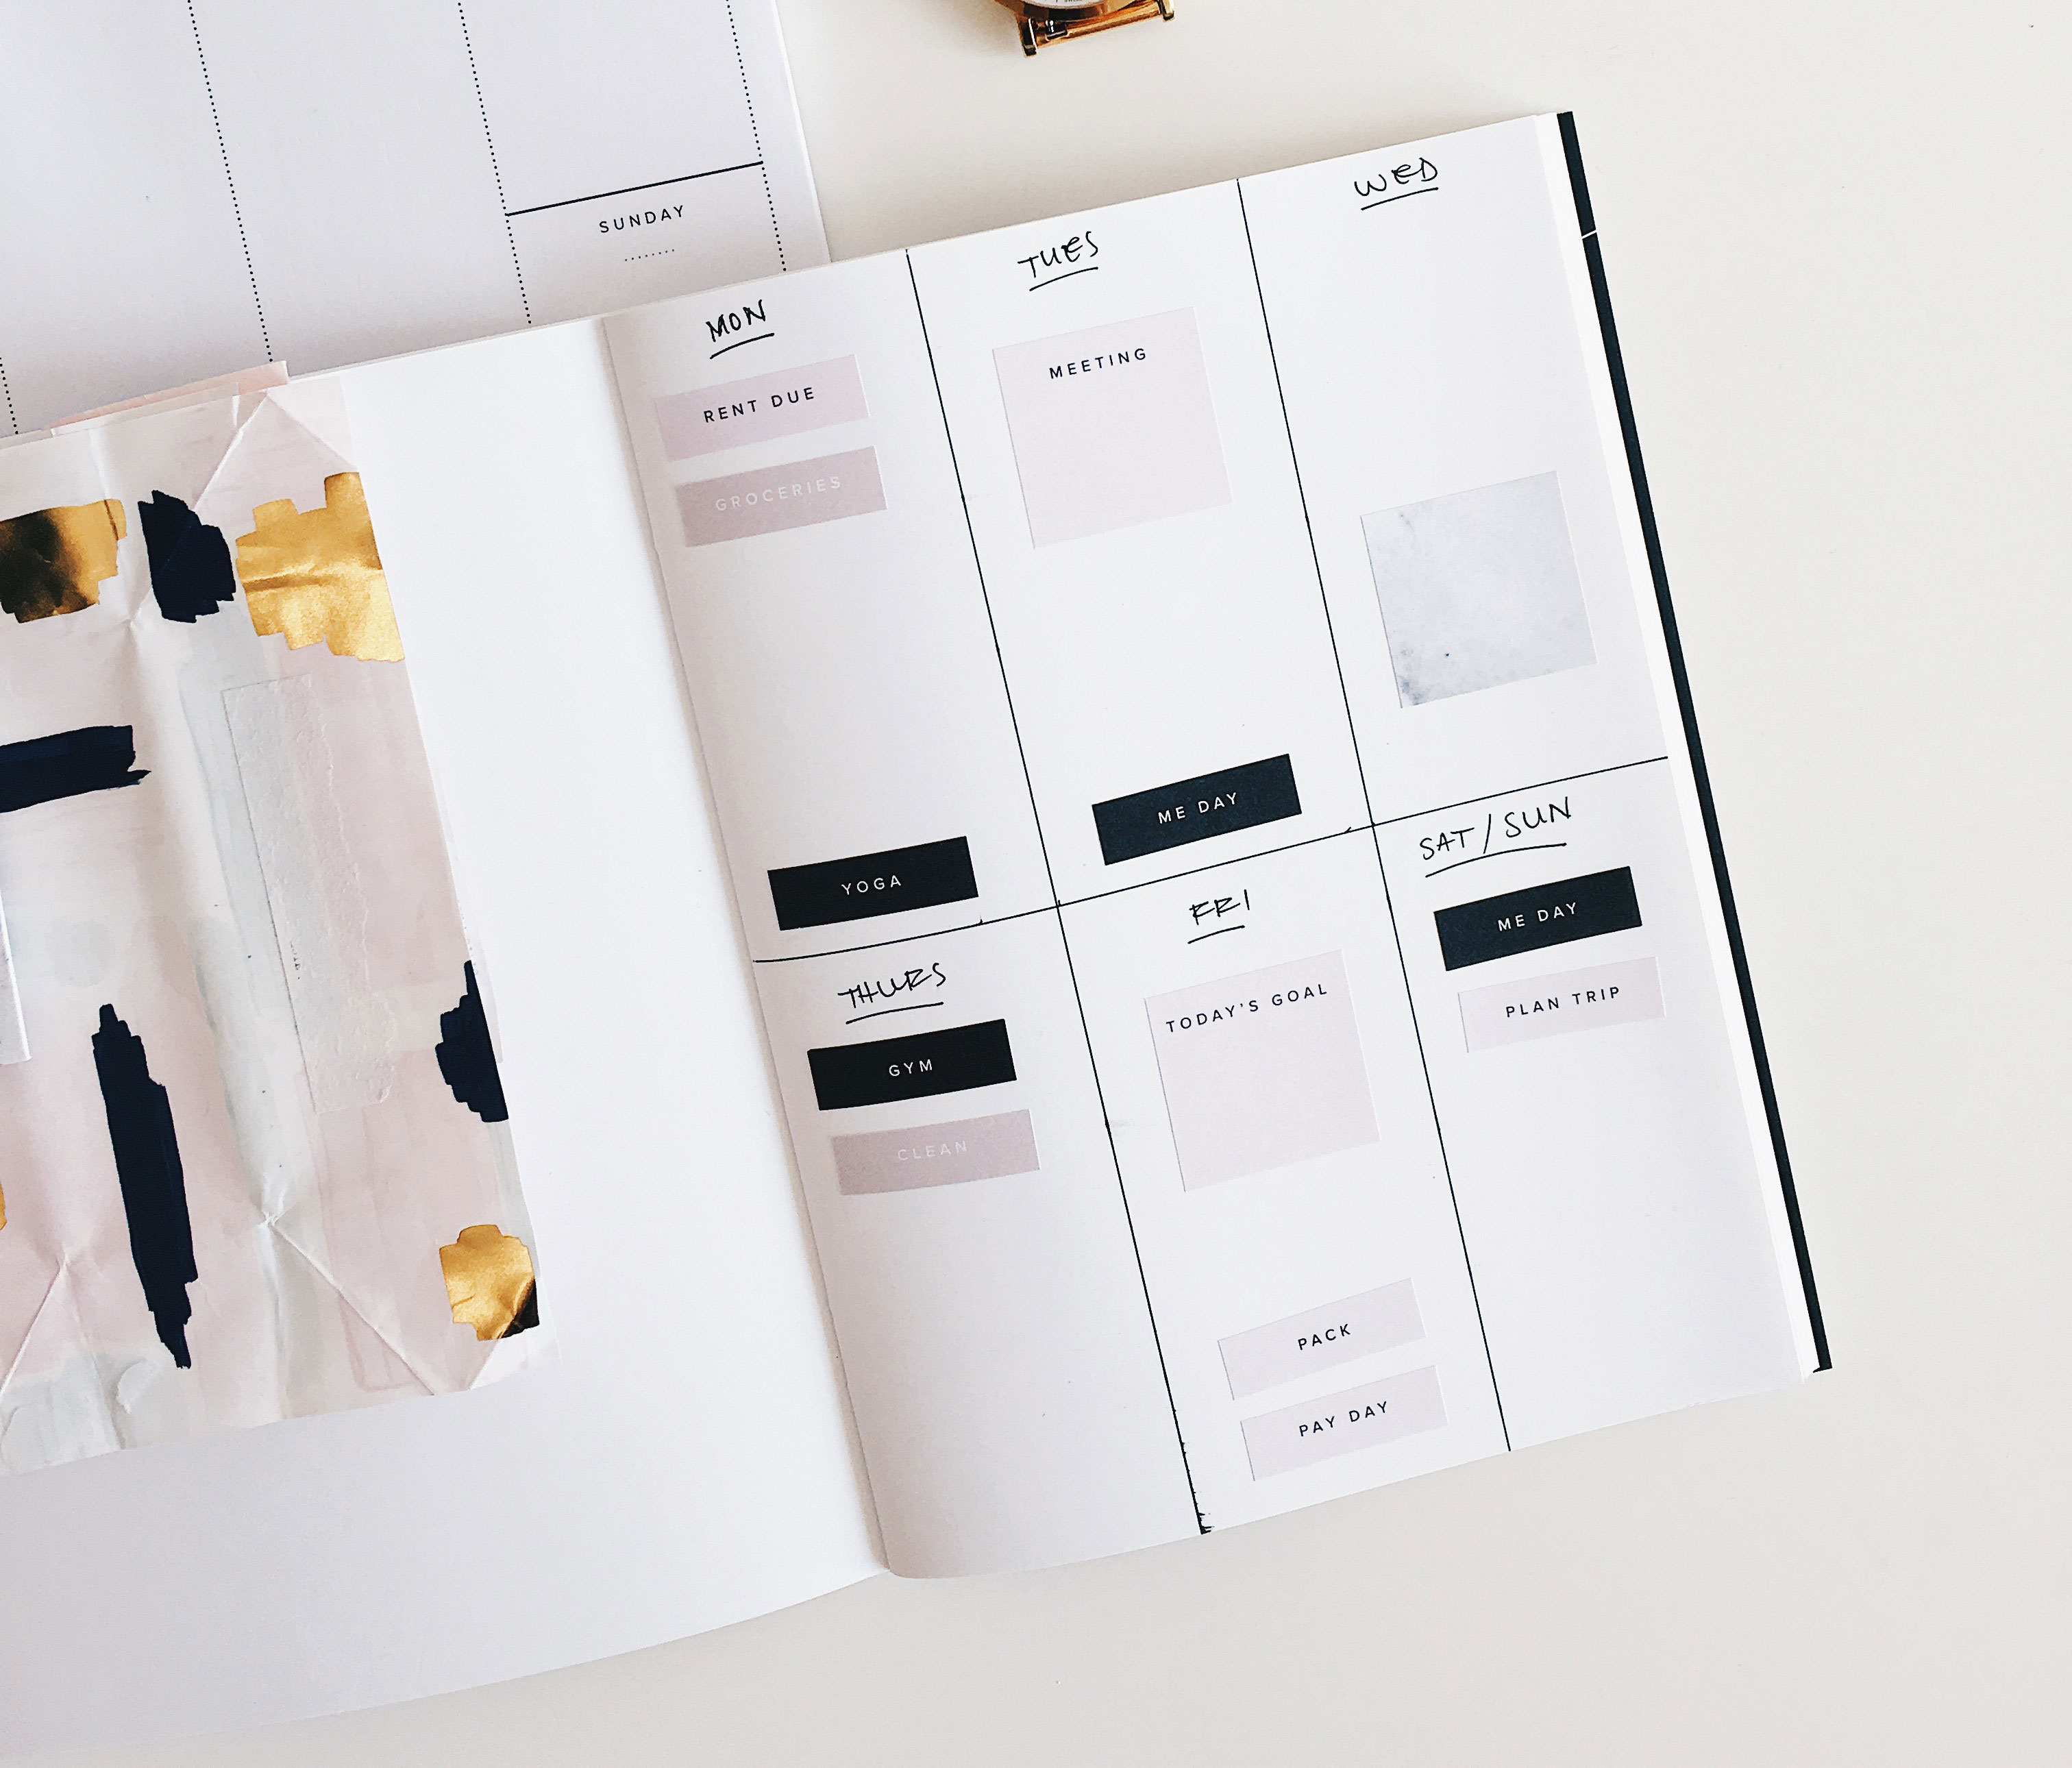 SUNDAY
MON
RENT DUE
GROCERIES
YOGA
TUES
MEETING
ME DAY
WED
THURS
GYM
CLEAN
FRI
TODAY'S GOAL
PACK
PAY DAY
SAT/SUN
ME DAY
PLAN TRIP